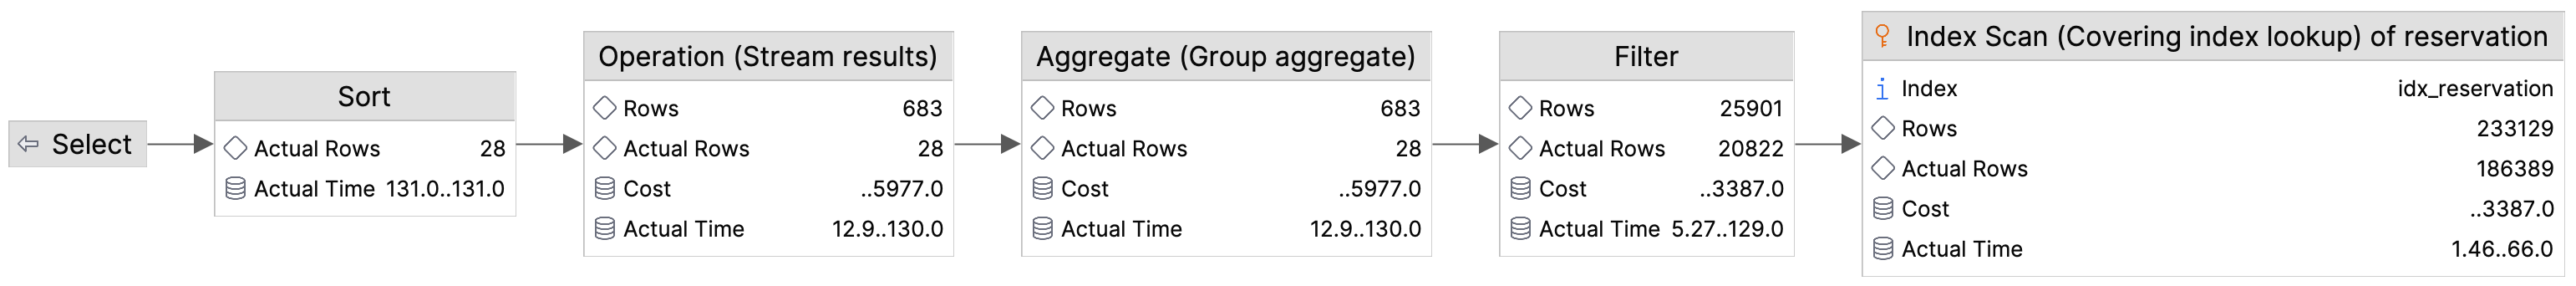 Select
Sort
Actual Rows 28
Actual Time 131.0..131.0
Operation (Stream results)
Rows 683
Actual Rows 28
Cost ..5977.0
Actual Time 12.9..130.0
Aggregate (Group aggregate)
Rows 683
Actual Rows 28
Cost ..5977.0
Actual Time 12.9..130.0
Filter
Rows 25901
Actual Rows 20822
Cost ..3387.0
Actual Time 5.27..129.0
Index Scan (Covering index lookup) of reservation
Index idx_reservation
Rows 233129
Actual Rows 186389
Cost ..3387.0
Actual Time 1.46..66.0